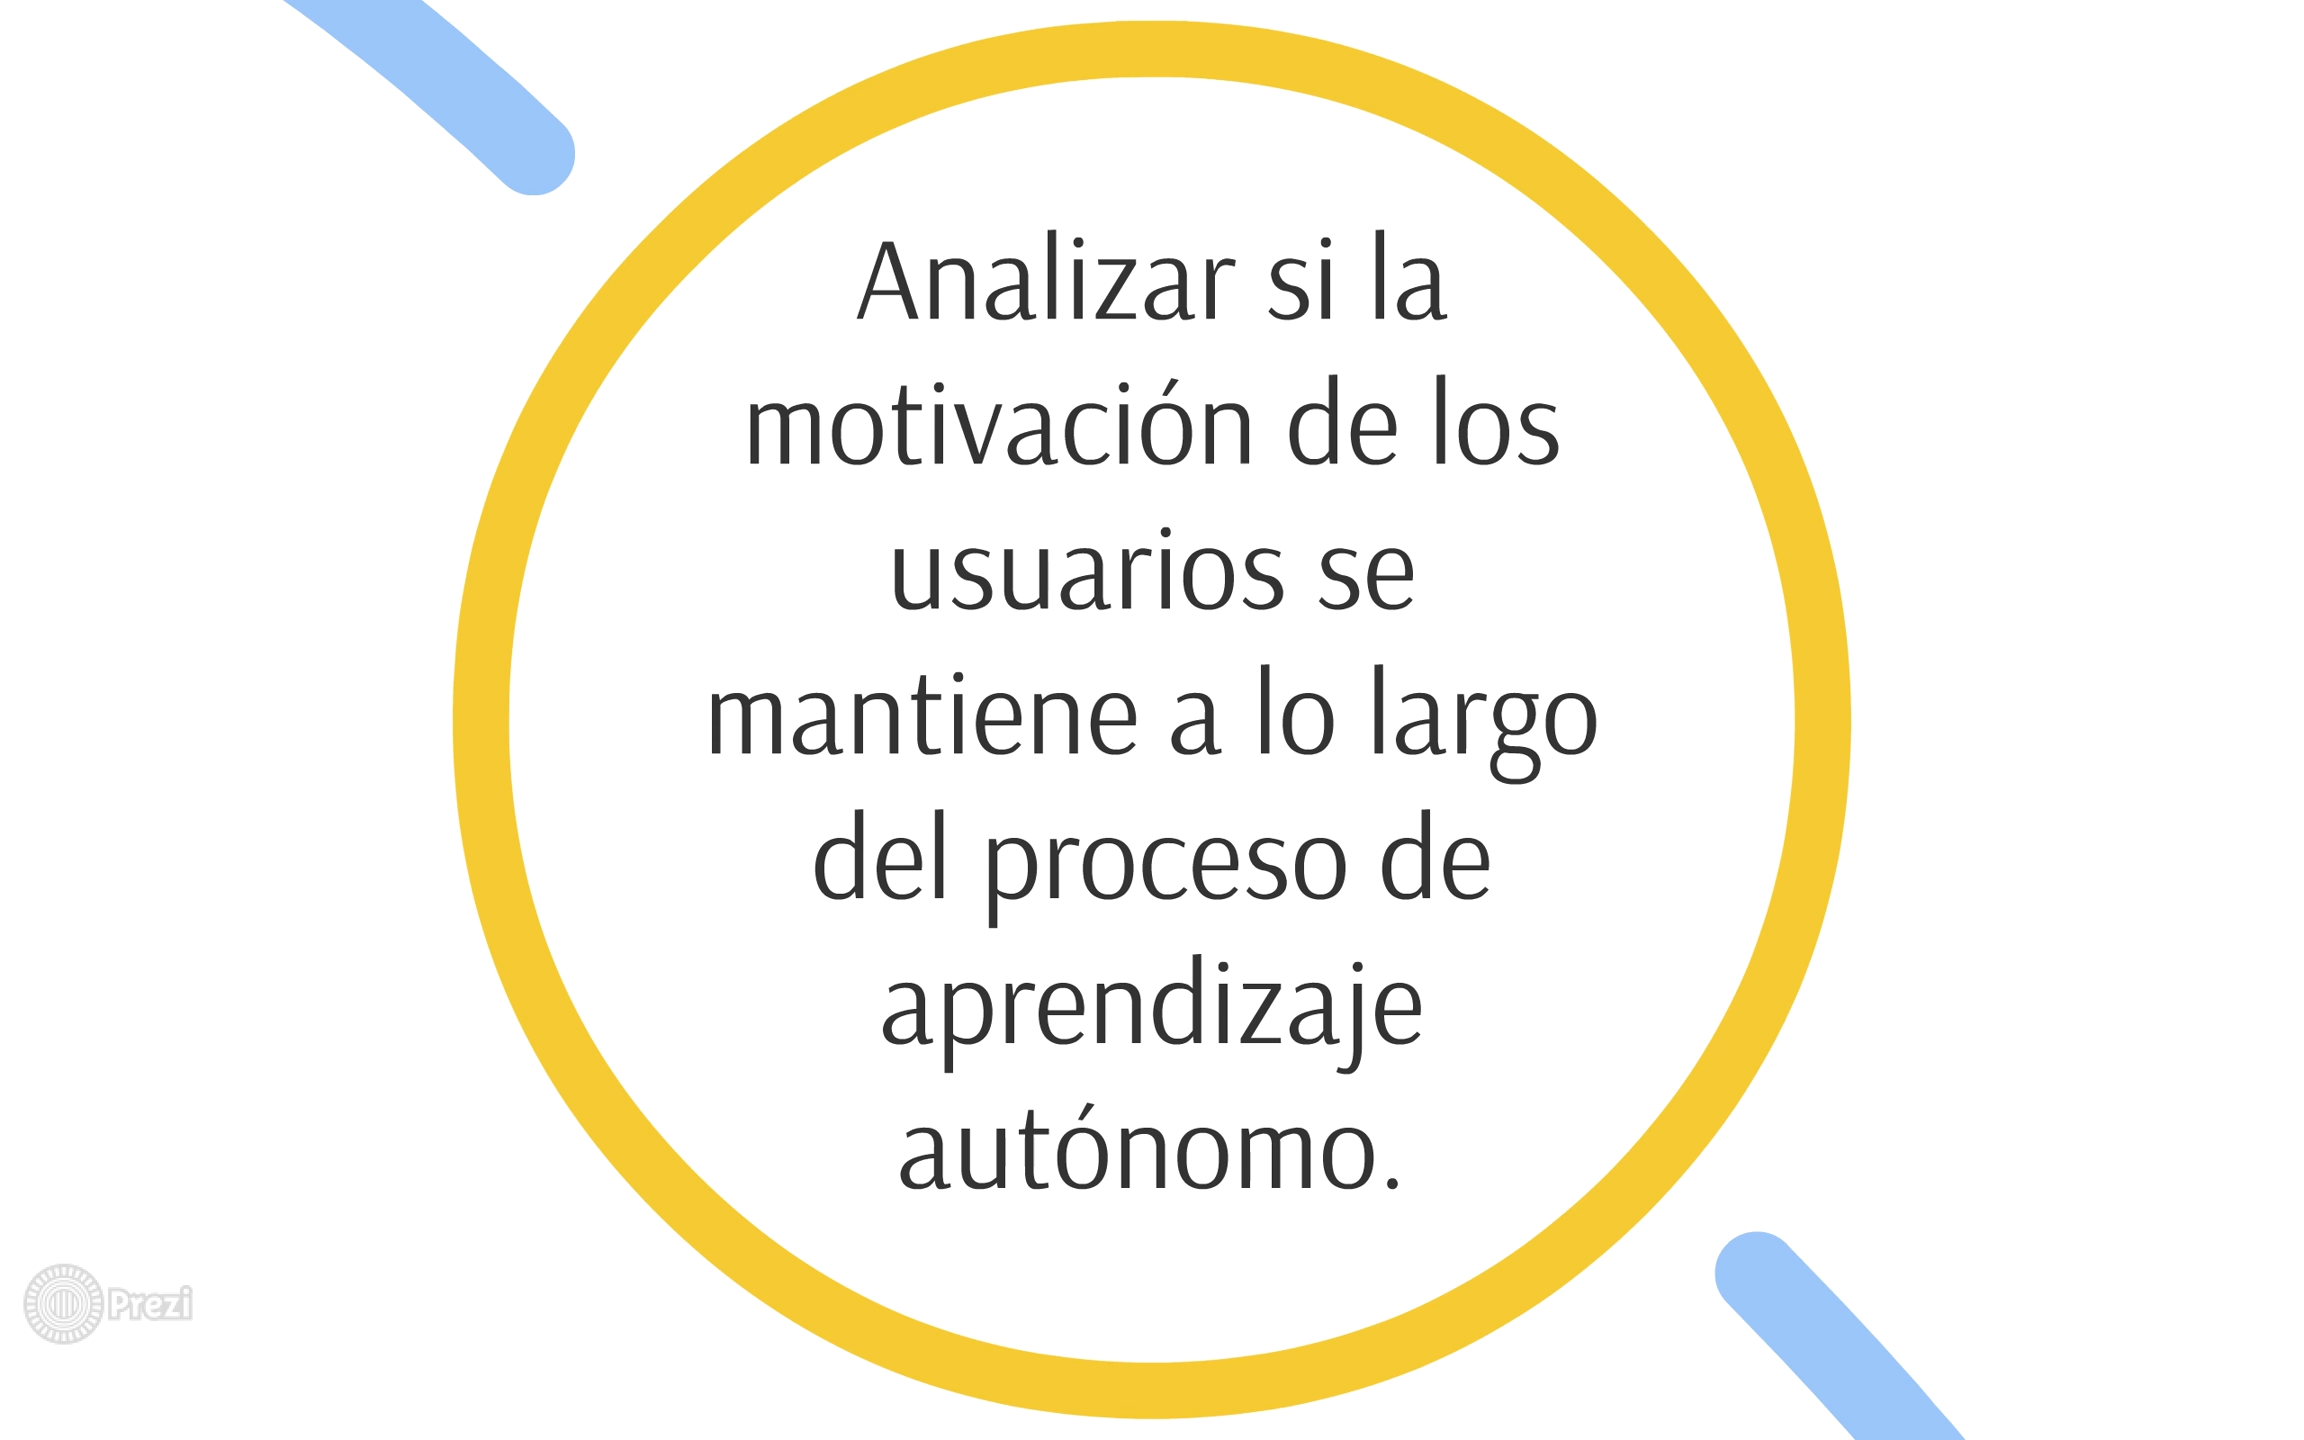 Analizar si la
motivación de los
usuarios se
mantiene a lo largo
del proceso de
aprendizaje
autónomo.
Prezi